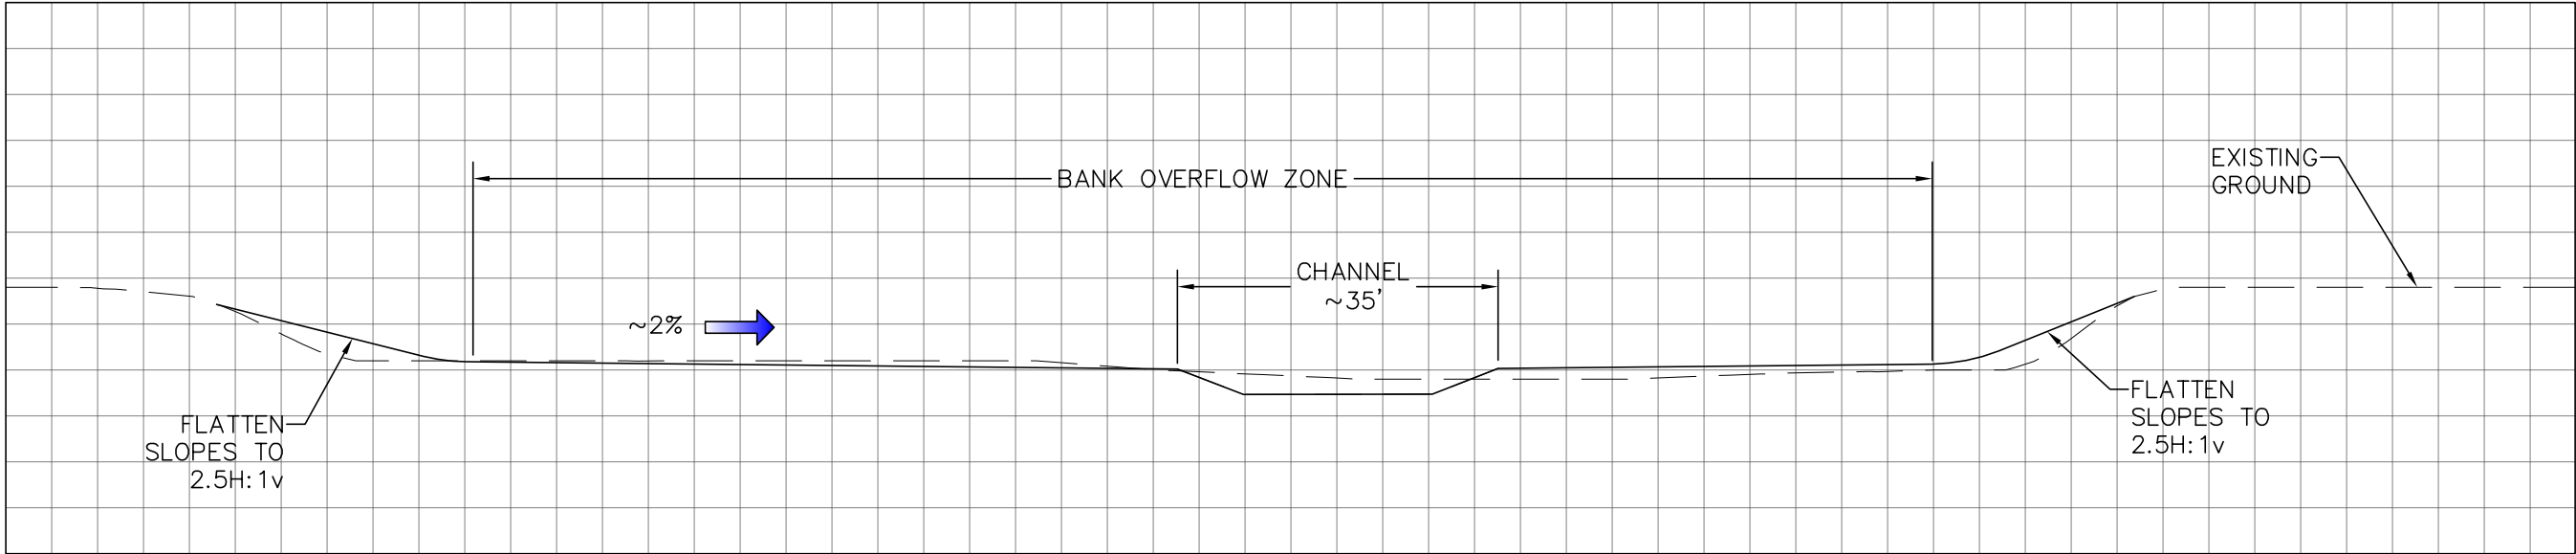 BANK OVERFLOW ZONE
EXISTING
GROUND
CHANNEL
~35'
~2%
FLATTEN
SLOPES TO
2.5H:1v
FLATTEN
SLOPES TO
2.5H:1v